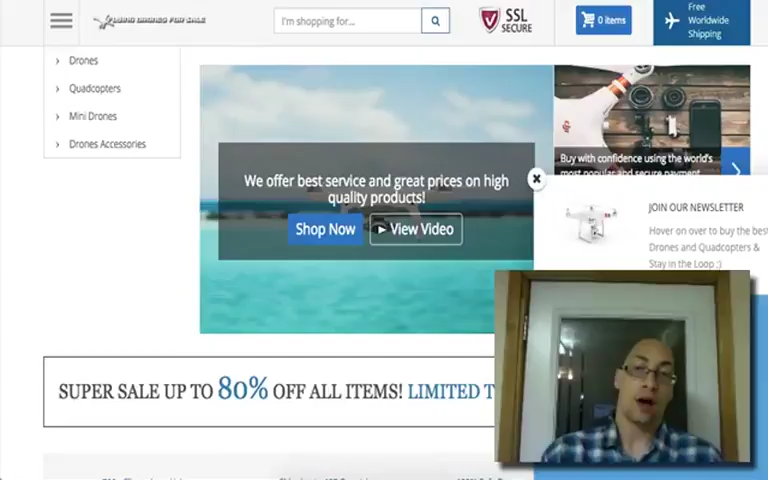 DRONES FOR SALE
I'm shopping for...
SSL
SECURE
0 items
Free
Worldwide
Shipping
Drones
Quadcopters
Mini Drones
Drones Accessories
We offer best service and great prices on high
quality products!
Shop Now
View Video
Buy with confidence using the world's
most popular and secure payment
JOIN OUR NEWSLETTER
Hover on over to buy the best
Drones and Quadcopters &
Stay in the Loop ;)
SUPER SALE UP TO 80% OFF ALL ITEMS! LIMITED T